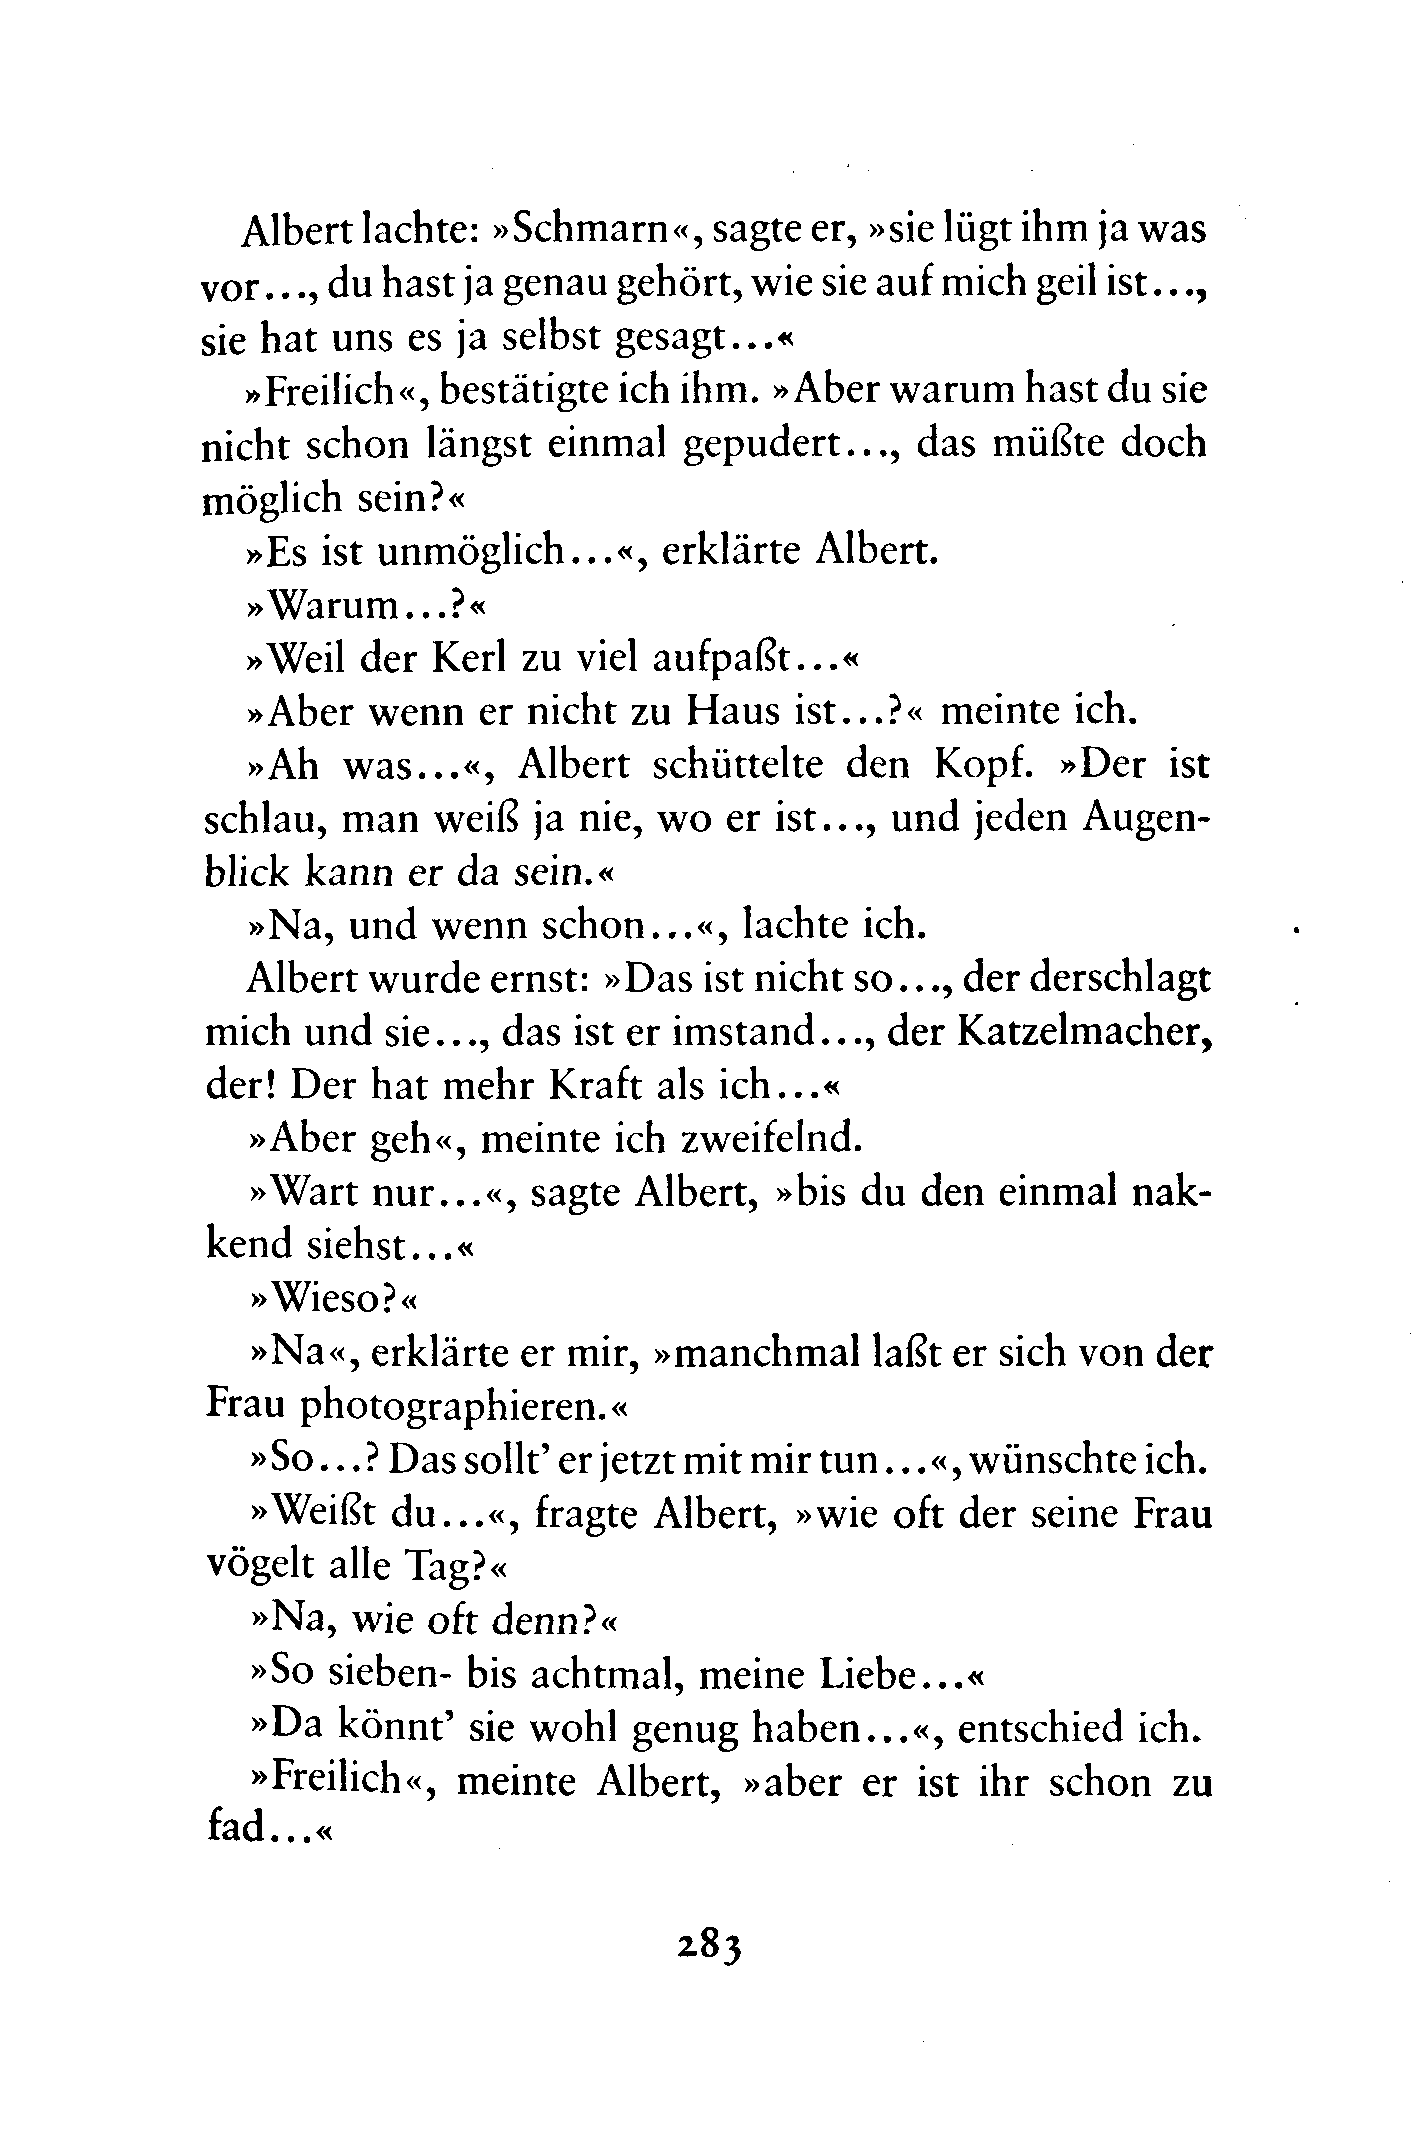 Albert lachte: »Schmarn«, sagte er, »sie lügt ihm ja was
vor..., du hast ja genau gehört, wie sie auf mich geil ist...,
sie hat uns es ja selbst gesagt...«
»Freilich«, bestätigte ich ihm. »Aber warum hast du sie
nicht schon längst einmal gepudert..., das müßte doch
möglich sein?«
»Es ist unmöglich...«, erklärte Albert.
»Warum...?«
»Weil der Kerl zu viel aufpaßt...«
»Aber wenn er nicht zu Haus ist...?« meinte ich.
»Ah was...«, Albert schüttelte den Kopf. »Der ist
schlau, man weiß ja nie, wo er ist..., und jeden Augen-
blick kann er da sein.«
»Na, und wenn schon...«, lachte ich.
Albert wurde ernst: »Das ist nicht so..., der derschlagt
mich und sie..., das ist er imstand..., der Katzelmacher,
der! Der hat mehr Kraft als ich...«
»Aber geh«, meinte ich zweifelnd.
»Wart nur...«, sagte Albert, »bis du den einmal nak-
kend siehst...«
»Wieso?«
»Na«, erklärte er mir, »manchmal laßt er sich von der
Frau photographieren.«
»So...? Das sollt’ er jetzt mit mir tun...«, wünschte ich.
»Weißt du...«, fragte Albert, »wie oft der seine Frau
vögelt alle Tag?«
»Na, wie oft denn?«
»So sieben- bis achtmal, meine Liebe...«
»Da könnt’ sie wohl genug haben...«, entschied ich.
»Freilich«, meinte Albert, »aber er ist ihr schon zu
fad...«
283